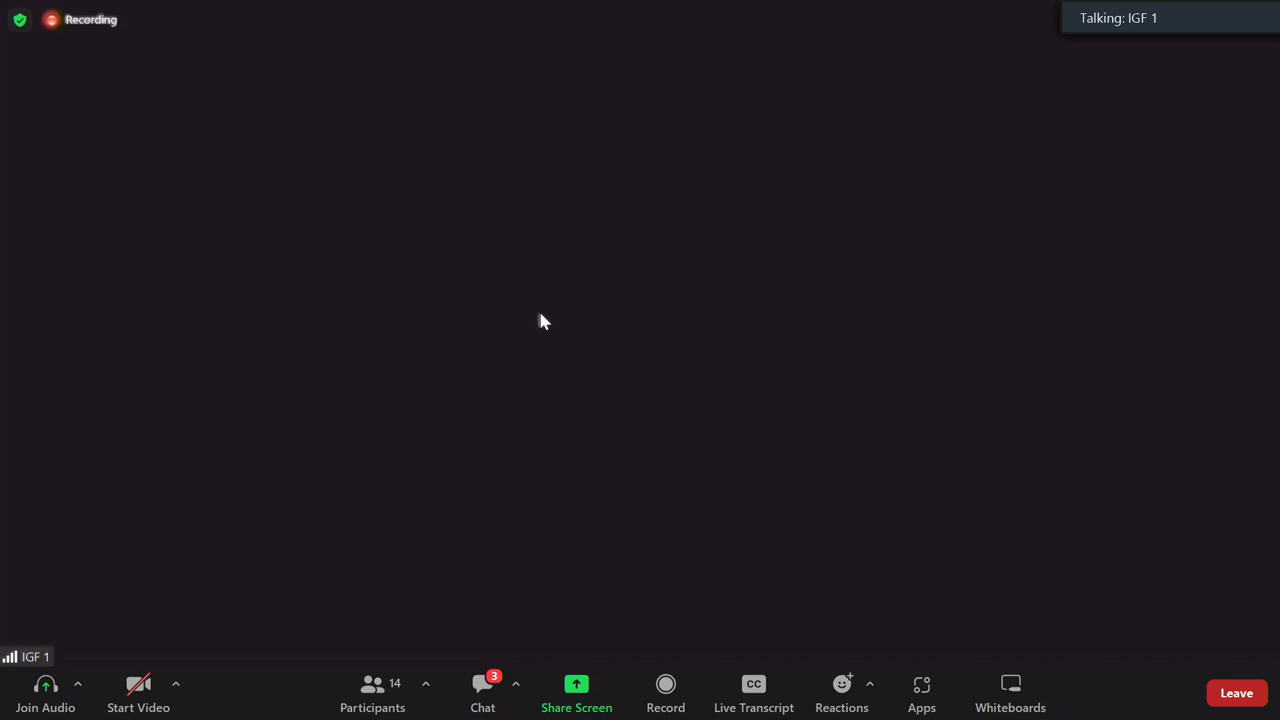 Recording
Talking: IGF 1
IGF 1
Join Audio
Start Video
14
Participants
3
Chat
Share Screen
Record
CC
Live Transcript
Reactions
Apps
Whiteboards
Leave